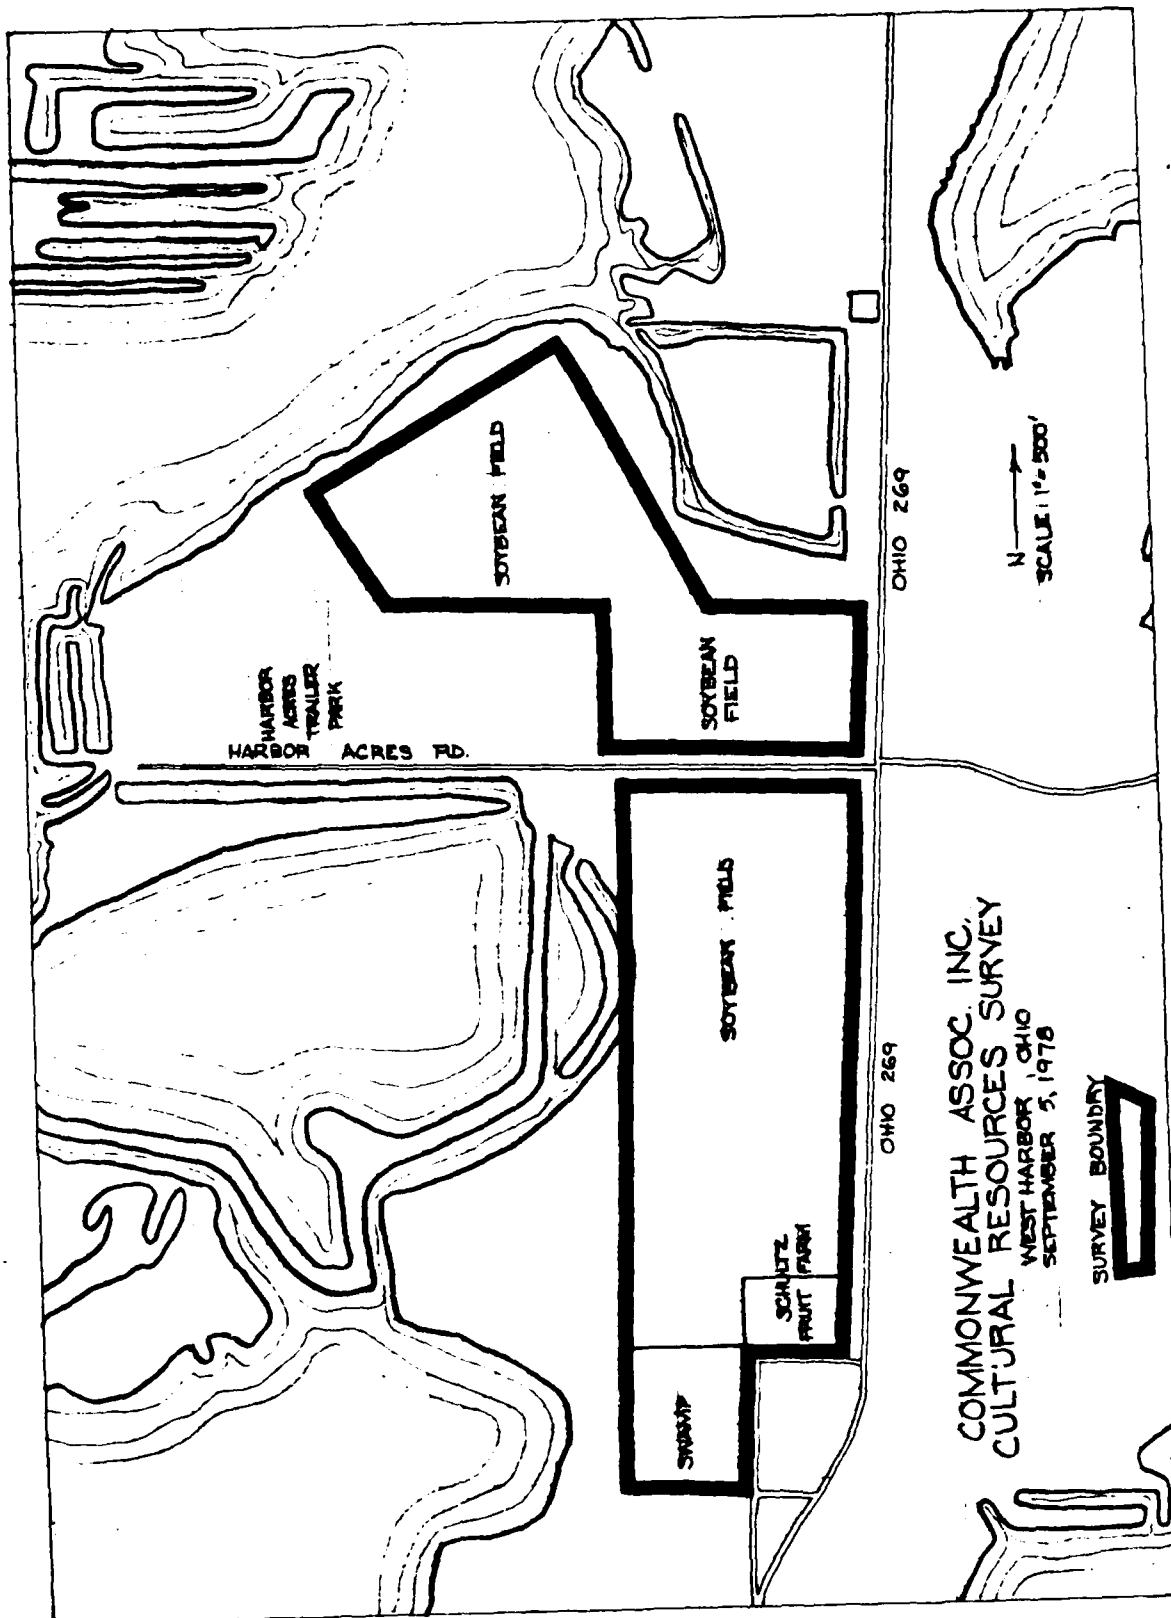 HARBOR
ACRES
TRAILER
PARK
HARBOR ACRES RD.
SOYBEAN FIELD
SOYBEAN
FIELD
SOYBEAN FIELD
SCHULTZ
FRUIT FARM
SWAMP
OHIO 269
OHIO 269
N
SCALE: 1"=500'
COMMONWEALTH ASSOC. INC.
CULTURAL RESOURCES SURVEY
WEST HARBOR, OHIO
SEPTEMBER 5, 1978
SURVEY BOUNDRY